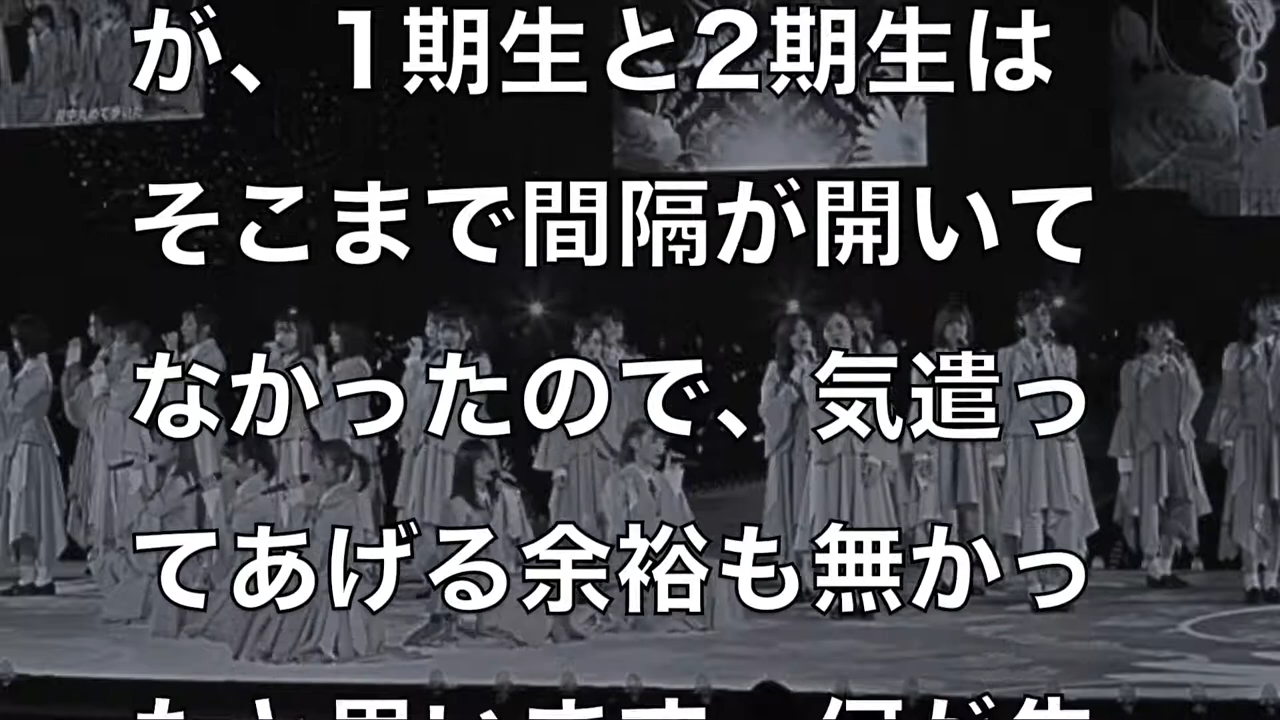 が、1期生と2期生は
そこまで間隔が開いて
なかったので、気遣っ
てあげる余裕も無かっ